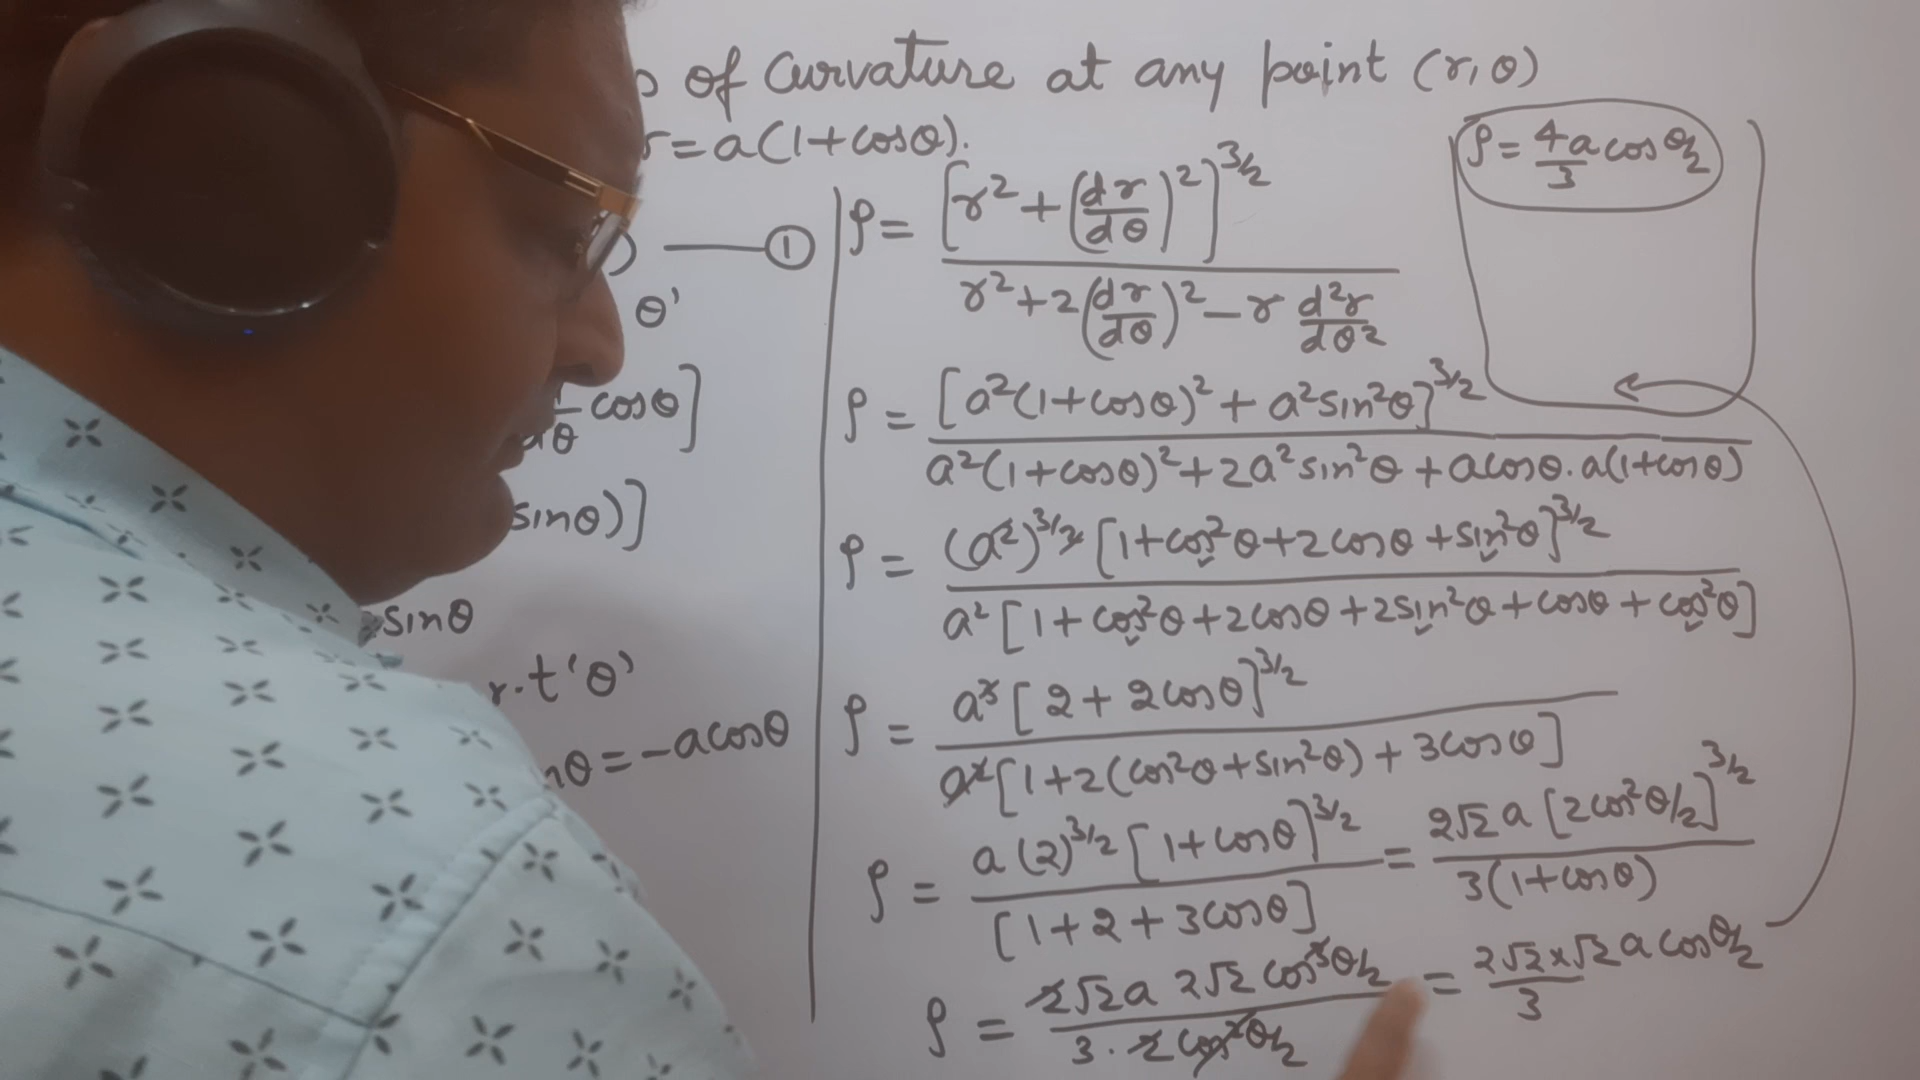 of Curvature at any point (r, θ)
r = a(1+cosθ).
ρ = 4a/3 cos θ/2
① 
θ'
cosθ]
sinθ)]
sinθ
r.t 'θ'
nθ = -acosθ
ρ = [r² + (dr/dθ)²]^3/2 / r² + 2(dr/dθ)² - r d²r/dθ²
ρ = [a²(1+cosθ)² + a²sin²θ]^3/2 / a²(1+cosθ)² + 2a²sin²θ + acosθ.a(1+cosθ)
ρ = (a²)^3/2 [1+cos²θ+2cosθ+sin²θ]^3/2 / a²[1+cos²θ+2cosθ+2sin²θ+cosθ+cos²θ]
ρ = a³[2+2cosθ]^3/2 / a²[1+2(cos²θ+sin²θ)+3cosθ]
ρ = a(2)^3/2 [1+cosθ]^3/2 / [1+2+3cosθ] = 2√2 a [2cos²θ/2]^3/2 / 3(1+cosθ)
ρ = 2√2a 2√2 cos³θ/2 / 3.2cos²θ/2 = 2√2×√2 a cosθ/2 / 3